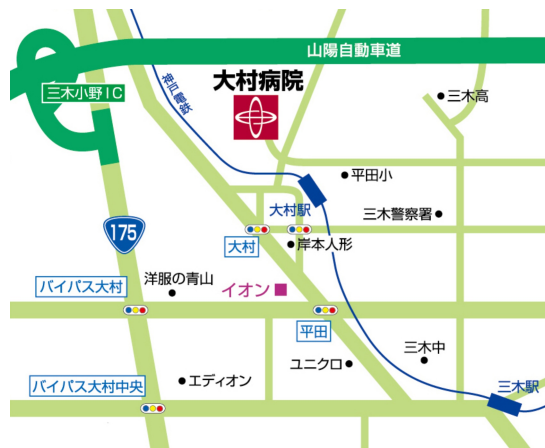 山陽自動車道
大村病院
三木小野IC
神戸電鉄
三木高
平田小
大村駅
三木警察署
175
大村
岸本人形
バイパス大村
洋服の青山
イオン
平田
ユニクロ
三木中
バイパス大村中央
エディオン
三木駅